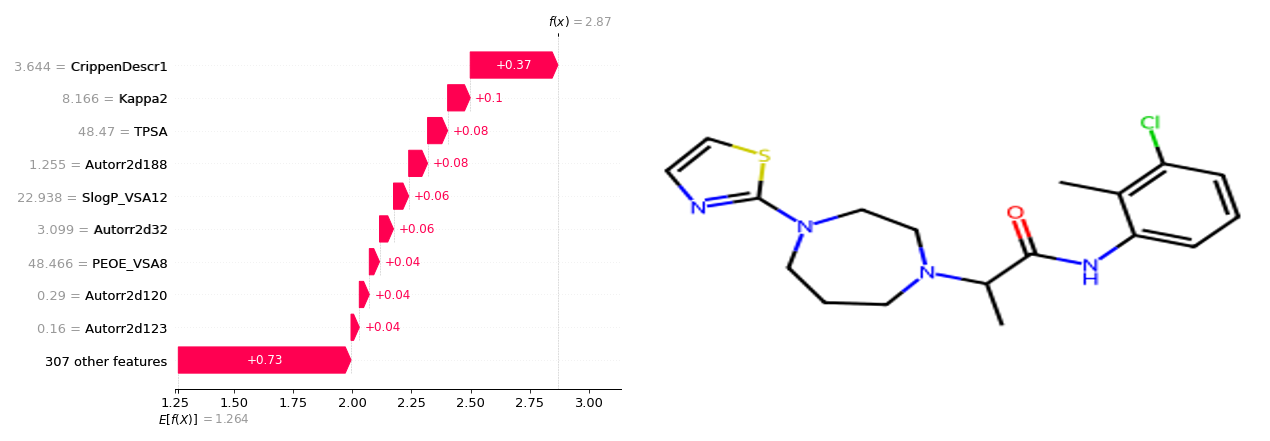 f(x) = 2.87
3.644 = CrippenDescr1
+0.37
8.166 = Kappa2
+0.1
48.47 = TPSA
+0.08
1.255 = Autorr2d188
+0.08
22.938 = SlogP_VSA12
+0.06
3.099 = Autorr2d32
+0.06
48.466 = PEOE_VSA8
+0.04
0.29 = Autorr2d120
+0.04
0.16 = Autorr2d123
+0.04
307 other features
+0.73
1.25 1.50 1.75 2.00 2.25 2.50 2.75 3.00
E[f(X)] = 1.264
Cl
S
N
N
O
N
N
H